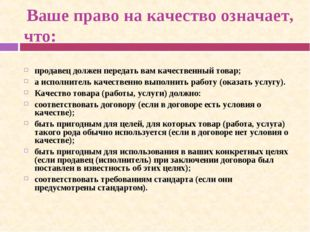 Ваше право на качество означает,
что:
продавец должен передать вам качественный товар;
а исполнитель качественно выполнить работу (оказать услугу).
Качество товара (работы, услуги) должно:
соответствовать договору (если в договоре есть условия о
качестве);
быть пригодным для целей, для которых товар (работа, услуга)
такого рода обычно используется (если в договоре нет условия о
качестве);
быть пригодным для использования в ваших конкретных целях
(если продавец (исполнитель) при заключении договора был
поставлен в известность об этих целях);
соответствовать требованиям стандарта (если они
предусмотрены стандартом).